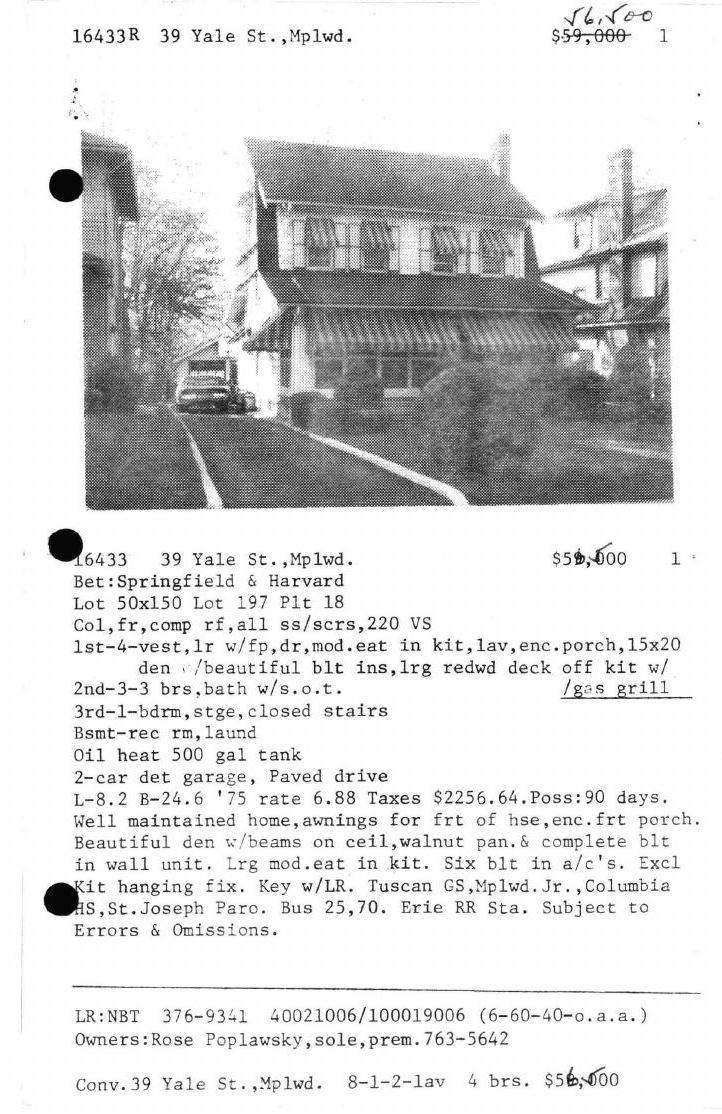 56,500
16433R 39 Yale St.,Mplwd. $59,000 1
16433 39 Yale St.,Mplwd. $56,500 1
Bet:Springfield & Harvard
Lot 50x150 Lot 197 Plt 18
Col,fr,comp rf,all ss/scrs,220 VS
1st-4-vest,lr w/fp,dr,mod.eat in kit,lav,enc.porch,15x20
den w/beautiful blt ins,lrg redwd deck off kit w/
2nd-3-3 brs,bath w/s.o.t. /gas grill
3rd-1-bdrm,stge,closed stairs
Bsmt-rec rm,laund
Oil heat 500 gal tank
2-car det garage, Paved drive
L-8.2 B-24.6 '75 rate 6.88 Taxes $2256.64.Poss:90 days.
Well maintained home,awnings for frt of hse,enc.frt porch.
Beautiful den w/beams on ceil,walnut pan.& complete blt
in wall unit. Lrg mod.eat in kit. Six blt in a/c's. Excl
Kit hanging fix. Key w/LR. Tuscan GS,Mplwd.Jr.,Columbia
HS,St.Joseph Paro. Bus 25,70. Erie RR Sta. Subject to
Errors & Omissions.
LR:NBT 376-9341 40021006/100019006 (6-60-40-o.a.a.)
Owners:Rose Poplawsky,sole,prem.763-5642
Conv.39 Yale St.,Mplwd. 8-1-2-lav 4 brs. $56,500